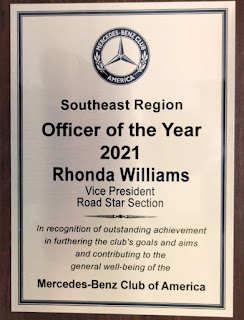 MERCEDES-BENZ CLUB
AMERICA
Southeast Region
Officer of the Year
2021
Rhonda Williams
Vice President
Road Star Section
In recognition of outstanding achievement
in furthering the club's goals and aims
and contributing to the
general well-being of the
Mercedes-Benz Club of America